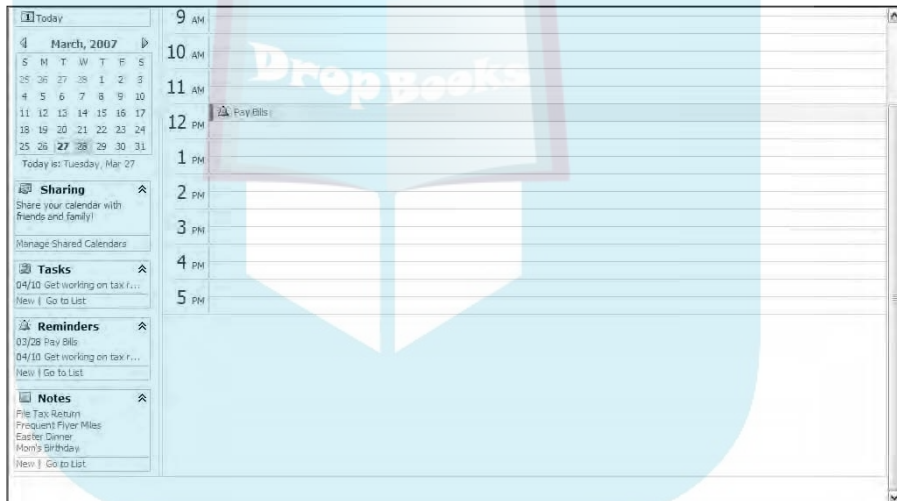 Today
March, 2007
S M T W T F S
25 26 27 28 1 2 3
4 5 6 7 8 9 10
11 12 13 14 15 16 17
18 19 20 21 22 23 24
25 26 27 28 29 30 31
Today is: Tuesday, Mar 27
Sharing
Share your calendar with
friends and family!
Manage Shared Calendars
Tasks
04/10 Get working on tax r...
New | Go to List
Reminders
03/28 Pay Bills
04/10 Get working on tax r...
New | Go to List
Notes
File Tax Return
Frequent Flyer Miles
Easter Dinner
Mom's Birthday
New | Go to List
9 AM
10 AM
11 AM
Pay Bills
12 PM
1 PM
2 PM
3 PM
4 PM
5 PM
DropBooks